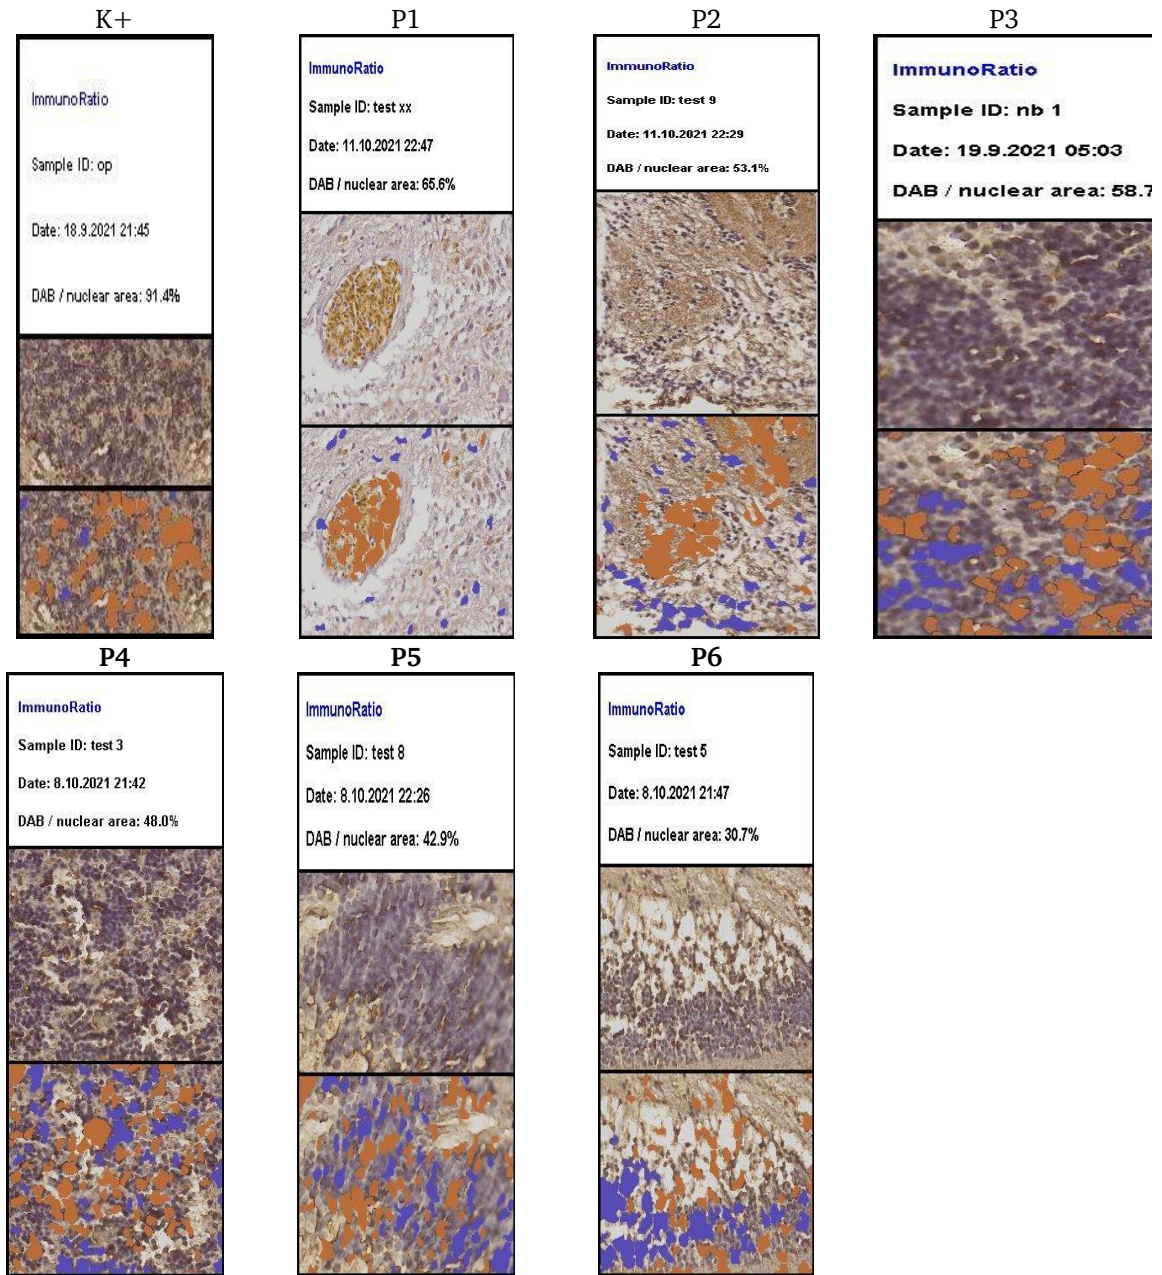 K+
ImmunoRatio
Sample ID: op
Date: 18.9.2021 21:45
DAB / nuclear area: 91.4%
P1
ImmunoRatio
Sample ID: test xx
Date: 11.10.2021 22:47
DAB / nuclear area: 65.6%
P2
ImmunoRatio
Sample ID: test 9
Date: 11.10.2021 22:29
DAB / nuclear area: 53.1%
P3
ImmunoRatio
Sample ID: nb 1
Date: 19.9.2021 05:03
DAB / nuclear area: 58.7
P4
ImmunoRatio
Sample ID: test 3
Date: 8.10.2021 21:42
DAB / nuclear area: 48.0%
P5
ImmunoRatio
Sample ID: test 8
Date: 8.10.2021 22:26
DAB / nuclear area: 42.9%
P6
ImmunoRatio
Sample ID: test 5
Date: 8.10.2021 21:47
DAB / nuclear area: 30.7%